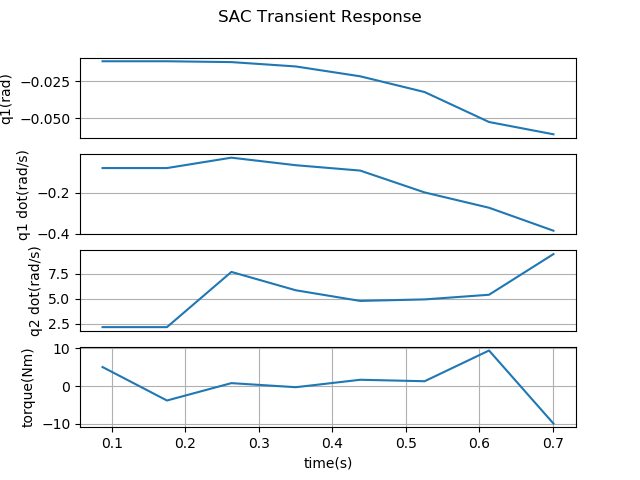 SAC Transient Response
q1(rad)
−0.025
−0.050
q1 dot(rad/s)
−0.2
−0.4
q2 dot(rad/s)
7.5
5.0
2.5
torque(Nm)
10
0
−10
0.1 0.2 0.3 0.4 0.5 0.6 0.7
time(s)